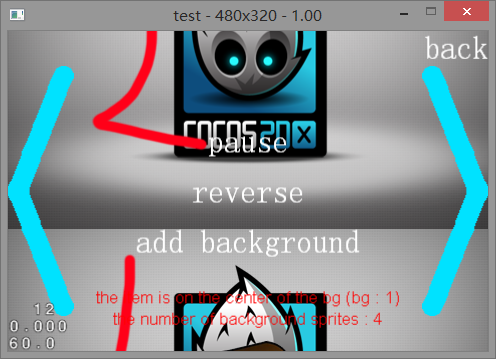 test - 480x320 - 1.00
back
COCOS2DX
pause
reverse
add background
the item is on the center of the bg (bg : 1)
the number of background sprites : 4
12
0.000
60.0